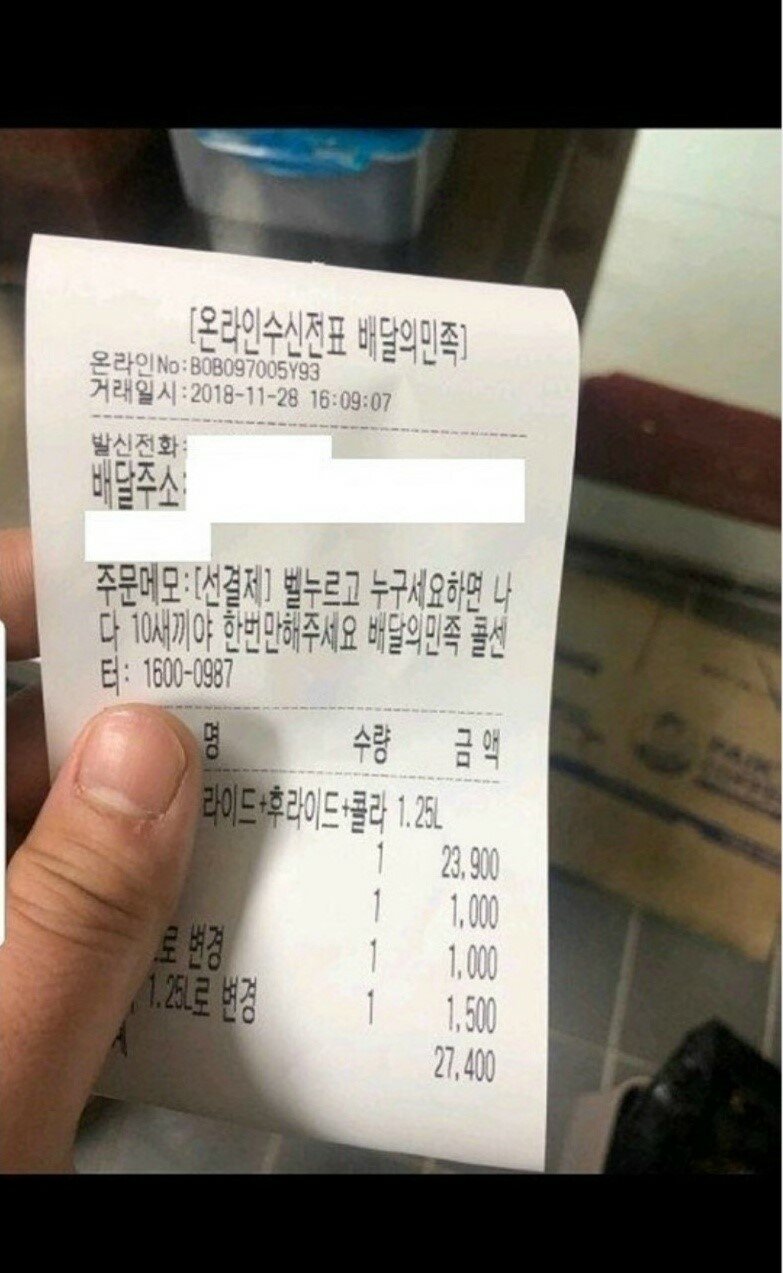 [온라인수신전표 배달의민족]
온라인No:B0B097005Y93
거래일시:2018-11-28 16:09:07
발신전화:
배달주소:
주문메모:[선결제] 벨누르고 누구세요하면 나
다 10새끼야 한번만해주세요 배달의민족 콜센
터: 1600-0987
명 수량 금액
라이드+후라이드+콜라 1.25L
1 23,900
1 1,000
로 변경 1 1,000
1.25L로 변경 1 1,500
계 27,400